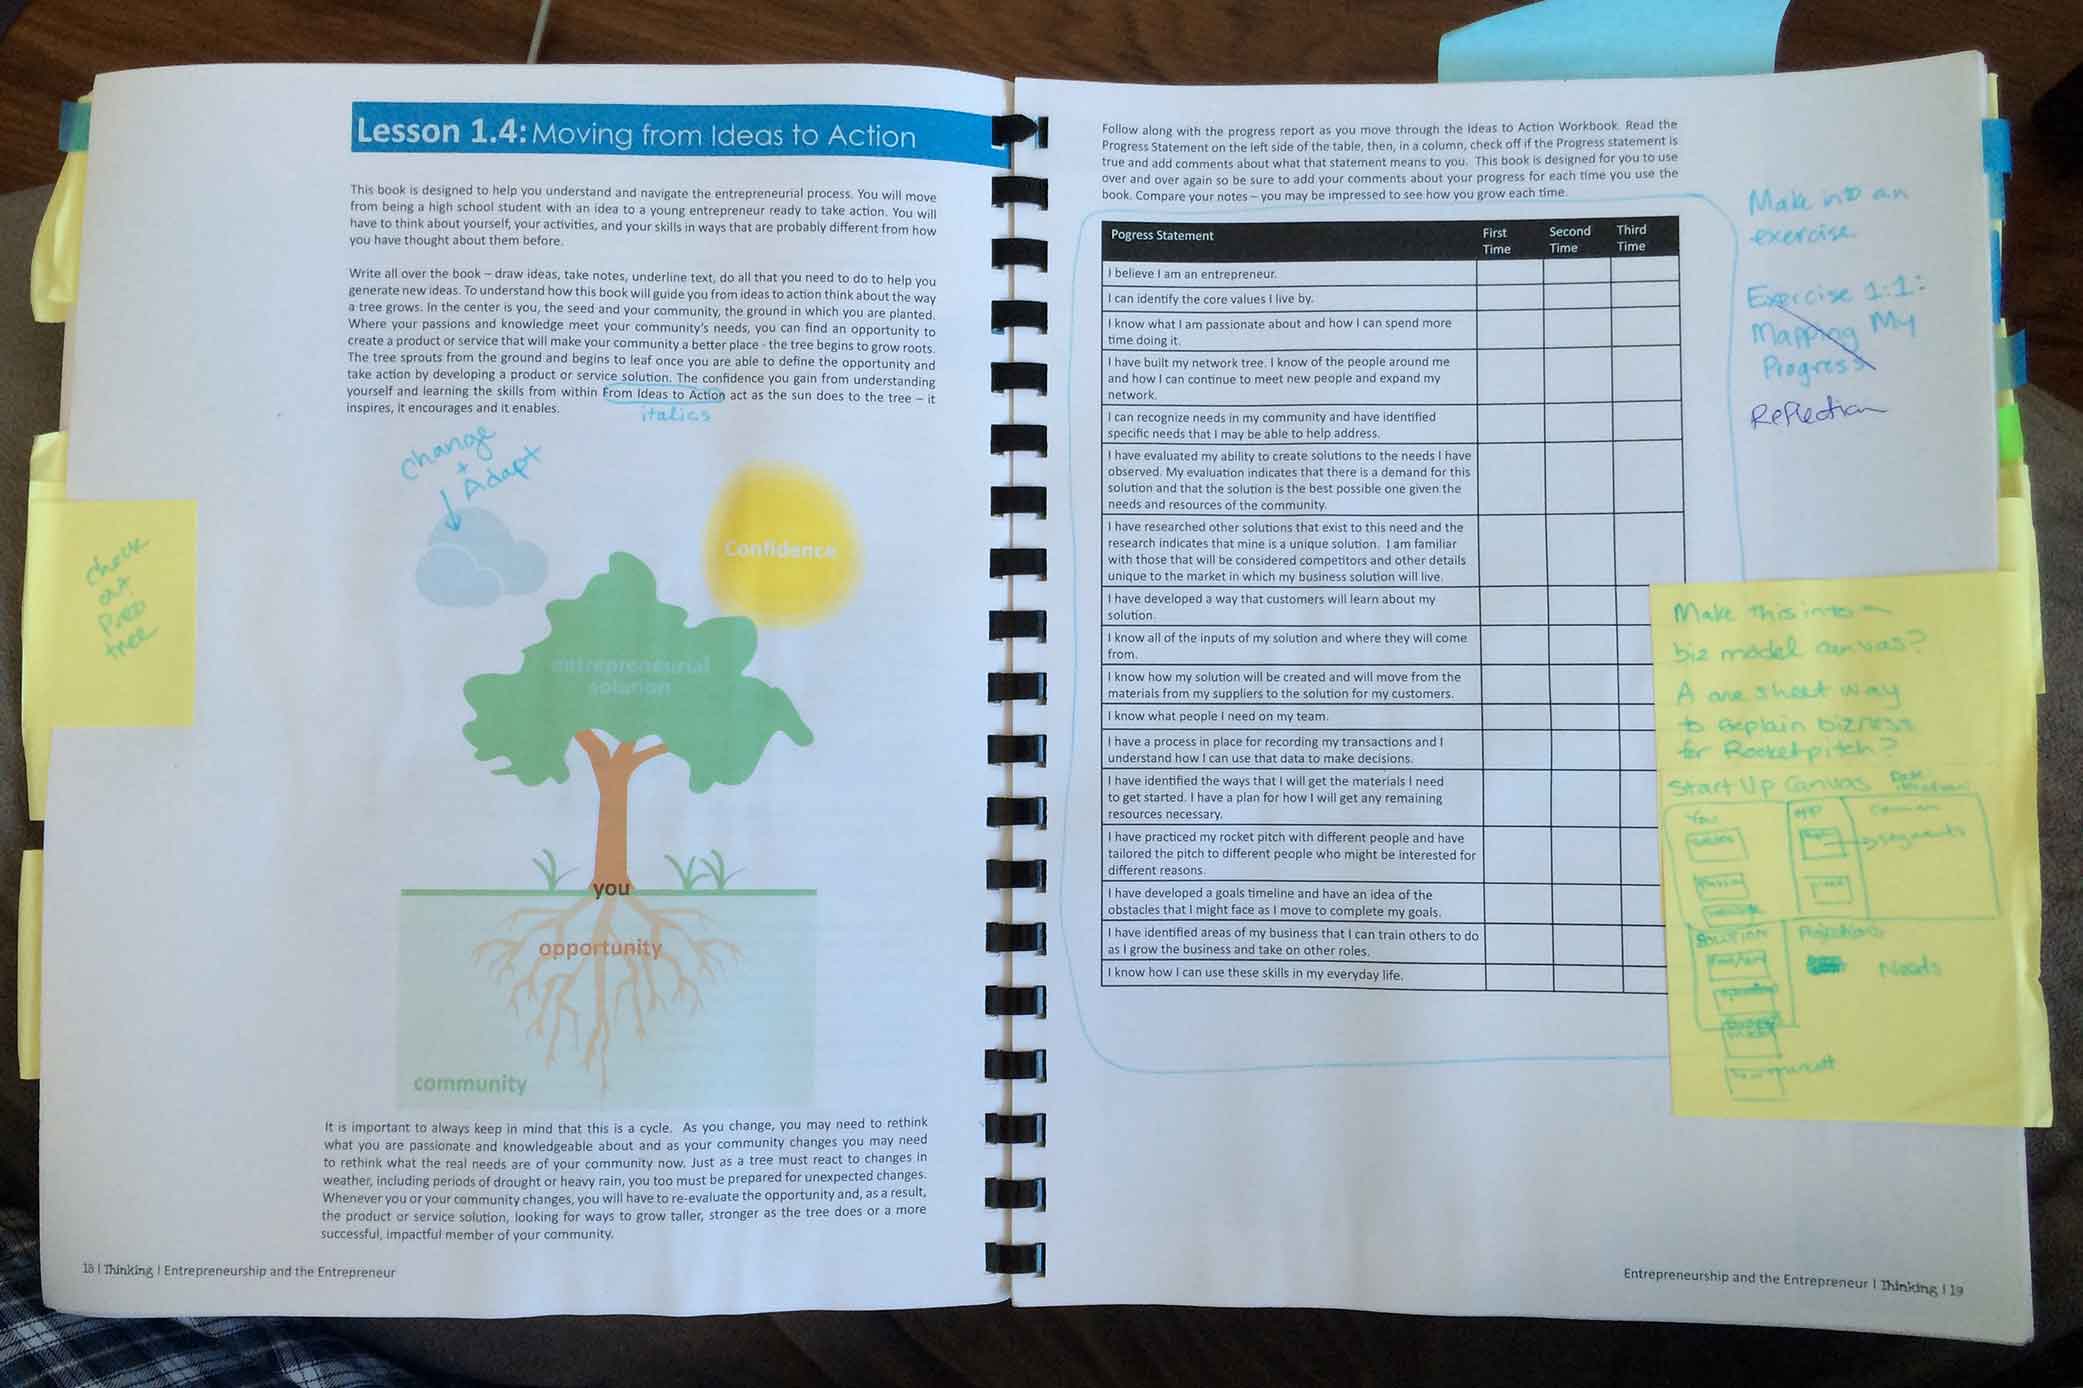 Lesson 1.4: Moving from Ideas to Action
This book is designed to help you understand and navigate the entrepreneurial process. You will move
from being a high school student with an idea to a young entrepreneur ready to take action. You will
have to think about yourself, your activities, and your skills in ways that are probably different from how
you have thought about them before.
Write all over the book – draw ideas, take notes, underline text, do all that you need to do to help you
generate new ideas. To understand how this book will guide you from ideas to action think about the way
a tree grows. In the center is you, the seed and your community, the ground in which you are planted.
Where your passions and knowledge meet your community's needs, you can find an opportunity to
create a product or service that will make your community a better place - the tree begins to grow roots.
The tree sprouts from the ground and begins to leaf once you are able to define the opportunity and
take action by developing a product or service solution. The confidence you gain from understanding
yourself and learning the skills from within From Ideas to Action act as the sun does to the tree – it
inspires, it encourages and it enables.
italics
change
+
Adapt
Confidence
entrepreneurial
solution
you
opportunity
community
check
out
tree
It is important to always keep in mind that this is a cycle. As you change, you may need to rethink
what you are passionate and knowledgeable about and as your community changes you may need
to rethink what the real needs are of your community now. Just as a tree must react to changes in
weather, including periods of drought or heavy rain, you too must be prepared for unexpected changes.
Whenever you or your community changes, you will have to re-evaluate the opportunity and, as a result,
the product or service solution, looking for ways to grow taller, stronger as the tree does or a more
successful, impactful member of your community.
18 I Thinking I Entrepreneurship and the Entrepreneur
Follow along with the progress report as you move through the Ideas to Action Workbook. Read the
Progress Statement on the left side of the table, then, in a column, check off if the Progress statement is
true and add comments about what that statement means to you. This book is designed for you to use
over and over again so be sure to add your comments about your progress for each time you use the
book. Compare your notes – you may be impressed to see how you grow each time.
Pogress Statement
First
Time
Second
Time
Third
Time
I believe I am an entrepreneur.
I can identify the core values I live by.
I know what I am passionate about and how I can spend more
time doing it.
I have built my network tree. I know of the people around me
and how I can continue to meet new people and expand my
network.
I can recognize needs in my community and have identified
specific needs that I may be able to help address.
I have evaluated my ability to create solutions to the needs I have
observed. My evaluation indicates that there is a demand for this
solution and that the solution is the best possible one given the
needs and resources of the community.
I have researched other solutions that exist to this need and the
research indicates that mine is a unique solution. I am familiar
with those that will be considered competitors and other details
unique to the market in which my business solution will live.
I have developed a way that customers will learn about my
solution.
I know all of the inputs of my solution and where they will come
from.
I know how my solution will be created and will move from the
materials from my suppliers to the solution for my customers.
I know what people I need on my team.
I have a process in place for recording my transactions and I
understand how I can use that data to make decisions.
I have identified the ways that I will get the materials I need
to get started. I have a plan for how I will get any remaining
resources necessary.
I have practiced my rocket pitch with different people and have
tailored the pitch to different people who might be interested for
different reasons.
I have developed a goals timeline and have an idea of the
obstacles that I might face as I move to complete my goals.
I have identified areas of my business that I can train others to do
as I grow the business and take on other roles.
I know how I can use these skills in my everyday life.
Make into an
exercise
Exercise 1.1:
Mapping My
Progress
Reflection
Make this into a
biz model canvas?
A one sheet way
to explain bizness
for Rocketpitch?
Start Up Canvas
You
segments
Solution
Projections
Needs
Entrepreneurship and the Entrepreneur I Thinking I 19